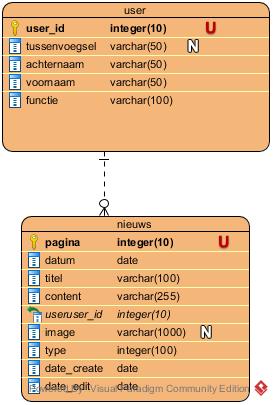 user
user_id integer(10) U
tussenvoegsel varchar(50) N
achternaam varchar(50)
voornaam varchar(50)
functie varchar(100)
nieuws
pagina integer(10) U
datum date
titel varchar(100)
content varchar(255)
useruser_id integer(10)
image varchar(1000) N
type integer(100)
date_create date
date_edit date
Powered By Visual Paradigm Community Edition